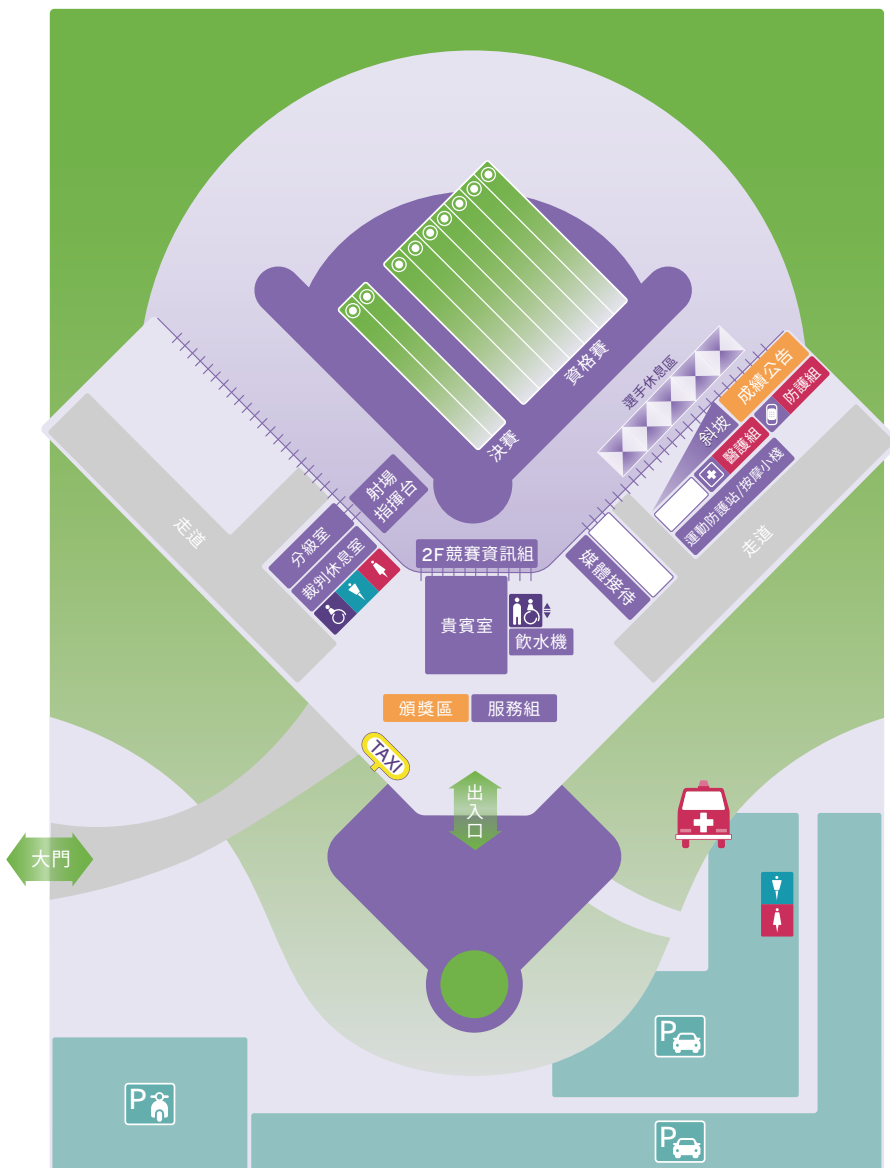 資格賽
決賽
選手休息區
成績公告
防護組
斜坡
醫護組
運動防護站/按摩小棧
走道
射場
指揮台
分級室
裁判休息室
走道
2F競賽資訊組
媒體接待
貴賓室
飲水機
頒獎區
服務組
TAXI
出入口
大門
P
P
P